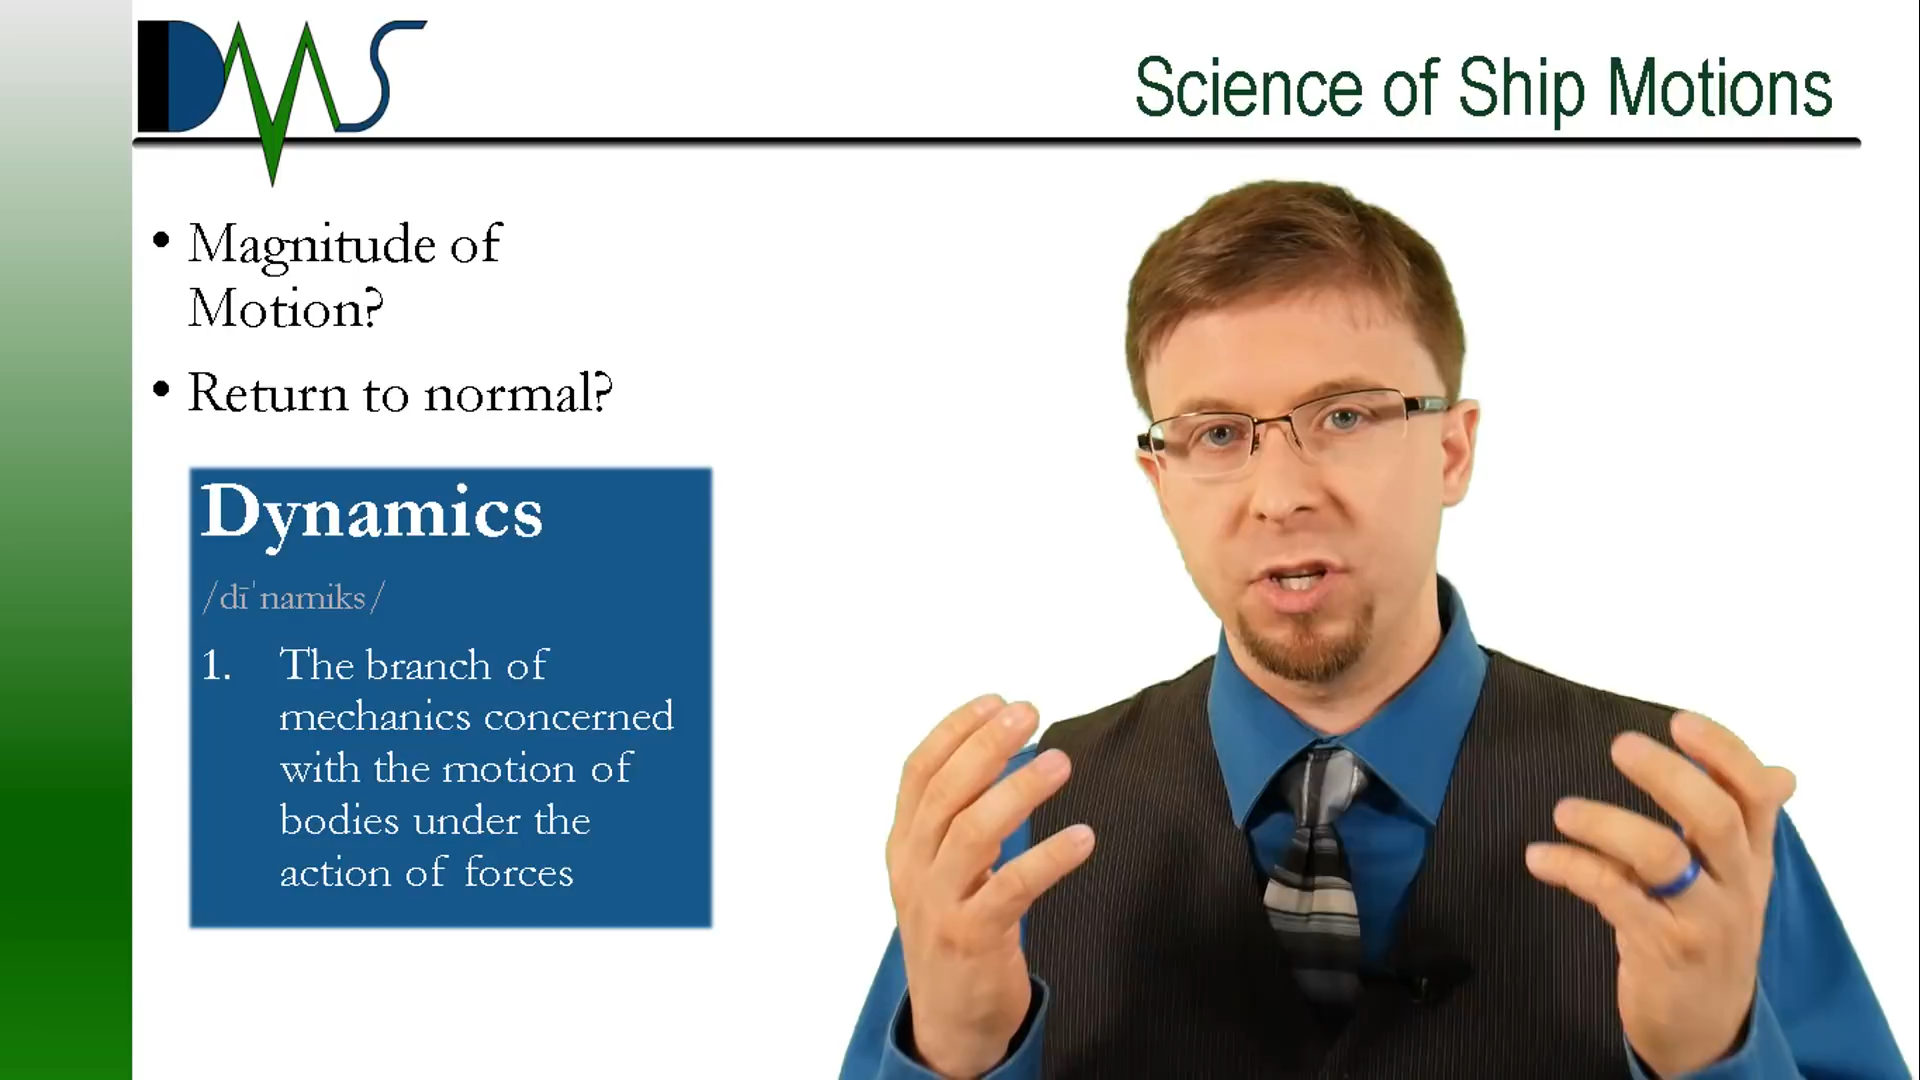 DMS
Science of Ship Motions
• Magnitude of
Motion?
• Return to normal?
Dynamics
/dīˈnamiks/
1. The branch of
mechanics concerned
with the motion of
bodies under the
action of forces